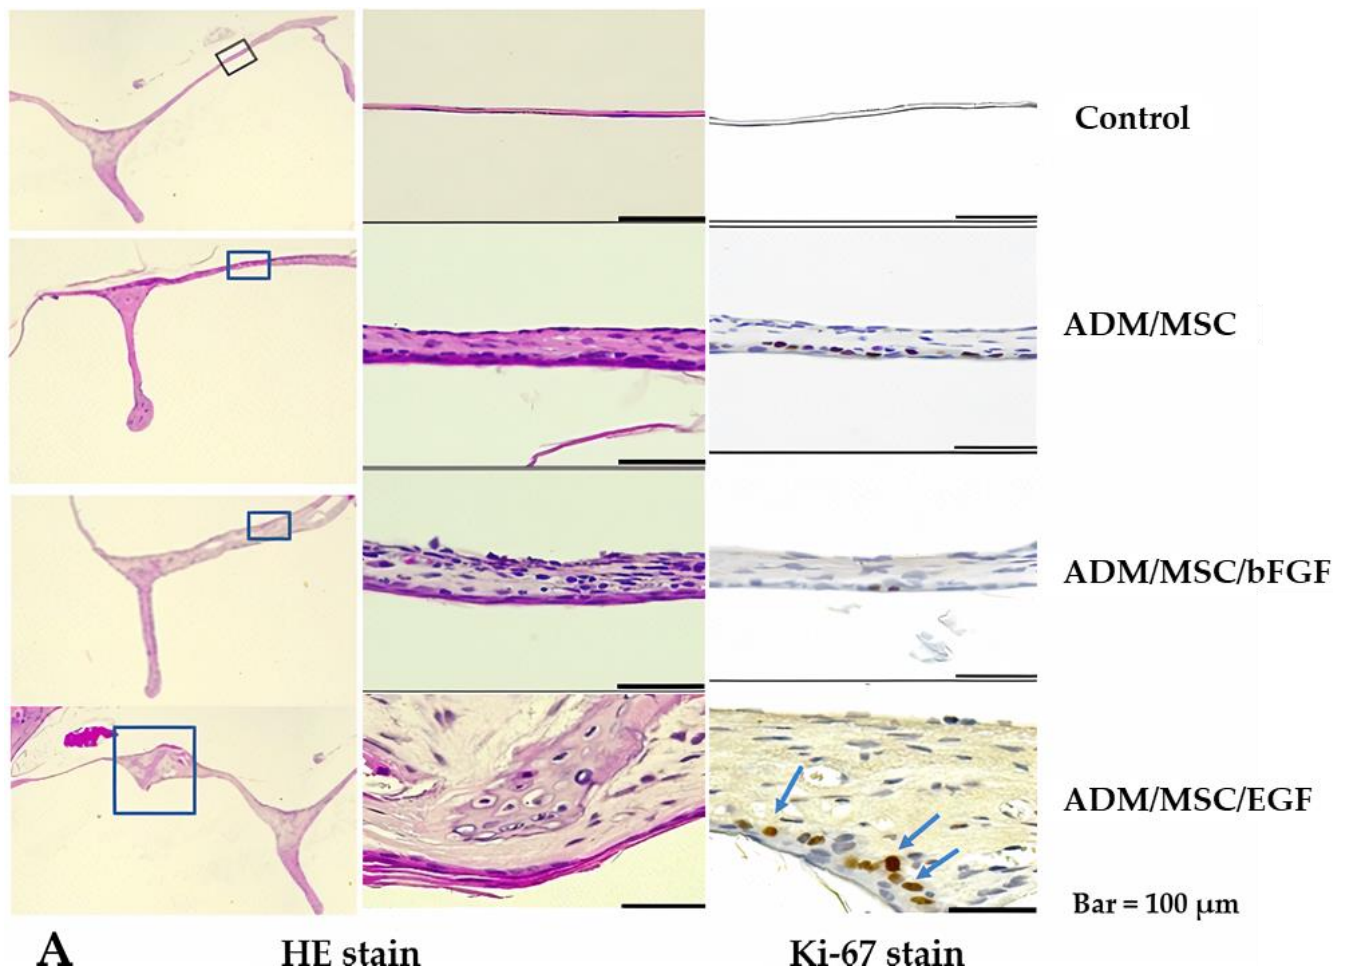 Control
ADM/MSC
ADM/MSC/bFGF
ADM/MSC/EGF
Bar = 100 µm
A
HE stain
Ki-67 stain